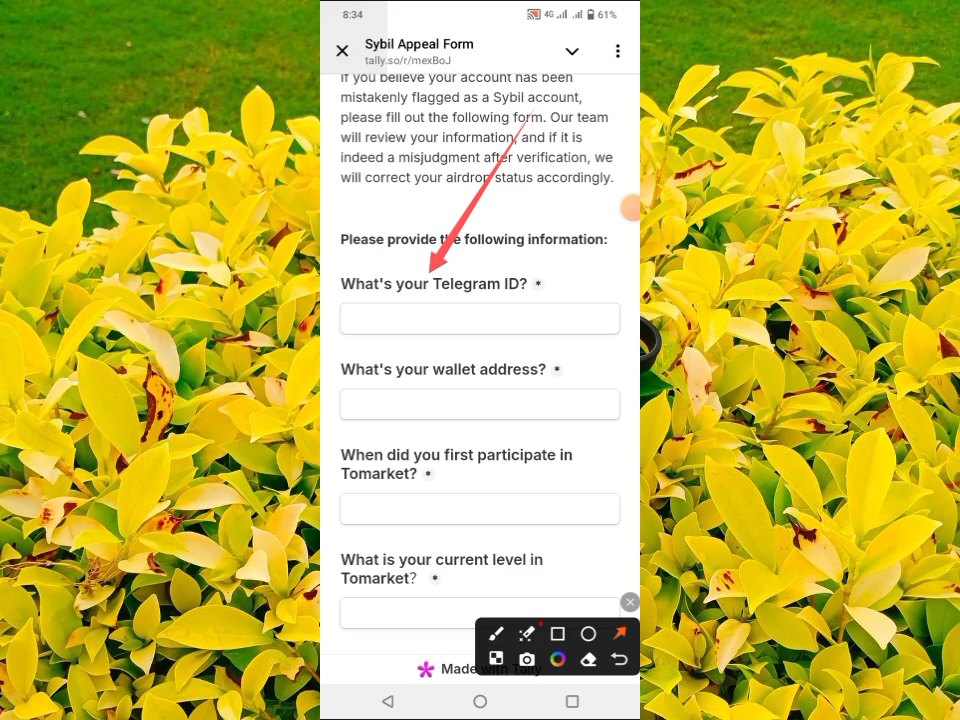 8:34
4G
61%
Sybil Appeal Form
tally.so/r/mexBoJ
If you believe your account has been
mistakenly flagged as a Sybil account,
please fill out the following form. Our team
will review your information, and if it is
indeed a misjudgment after verification, we
will correct your airdrop status accordingly.
Please provide the following information:
What's your Telegram ID? *
What's your wallet address? *
When did you first participate in
Tomarket? *
What is your current level in
Tomarket? *
Made with Tally